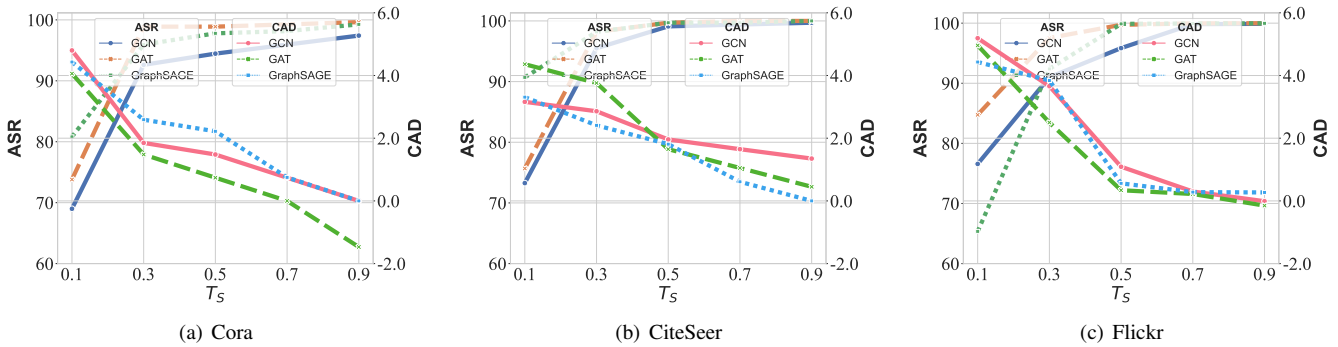 100
90
80
70
60
ASR
6.0
4.0
2.0
0.0
-2.0
CAD
0.1 0.3 0.5 0.7 0.9
T_S
ASR
GCN
GAT
GraphSAGE
CAD
GCN
GAT
GraphSAGE
(a) Cora
100
90
80
70
60
ASR
6.0
4.0
2.0
0.0
-2.0
CAD
0.1 0.3 0.5 0.7 0.9
T_S
ASR
GCN
GAT
GraphSAGE
CAD
GCN
GAT
GraphSAGE
(b) CiteSeer
100
90
80
70
60
ASR
6.0
4.0
2.0
0.0
-2.0
CAD
0.1 0.3 0.5 0.7 0.9
T_S
ASR
GCN
GAT
GraphSAGE
CAD
GCN
GAT
GraphSAGE
(c) Flickr